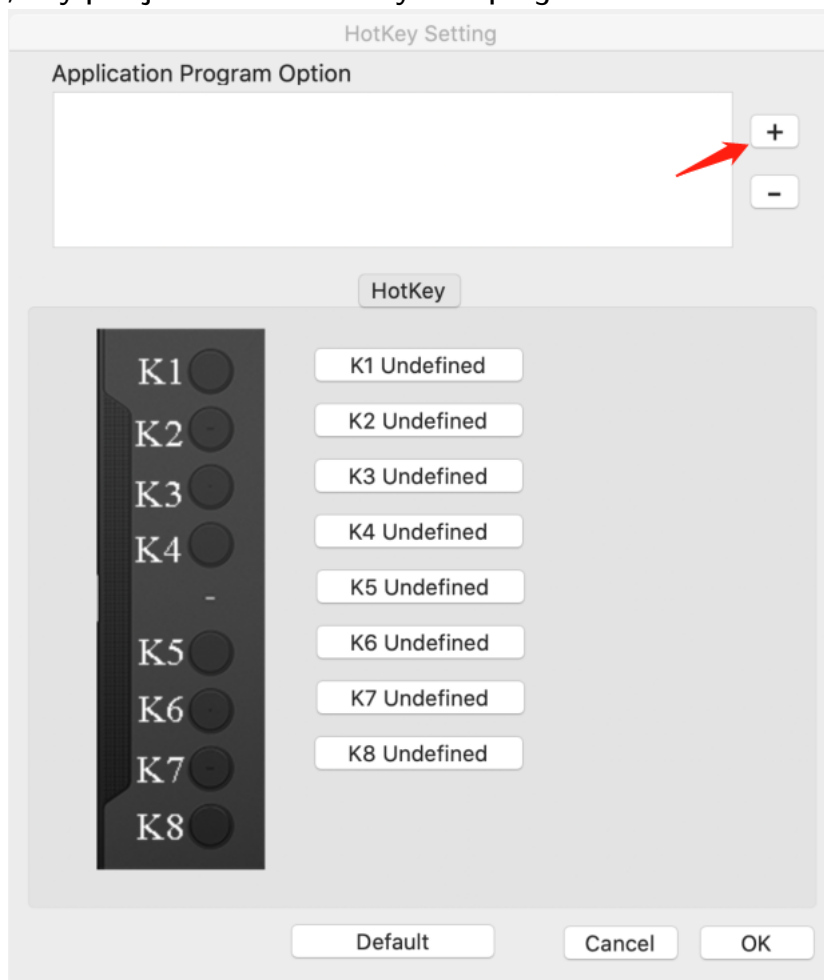 HotKey Setting
Application Program Option
+
-
HotKey
K1
K1 Undefined
K2
K2 Undefined
K3
K3 Undefined
K4
K4 Undefined
K5 Undefined
K5
K6 Undefined
K6
K7 Undefined
K7
K8 Undefined
K8
Default
Cancel
OK